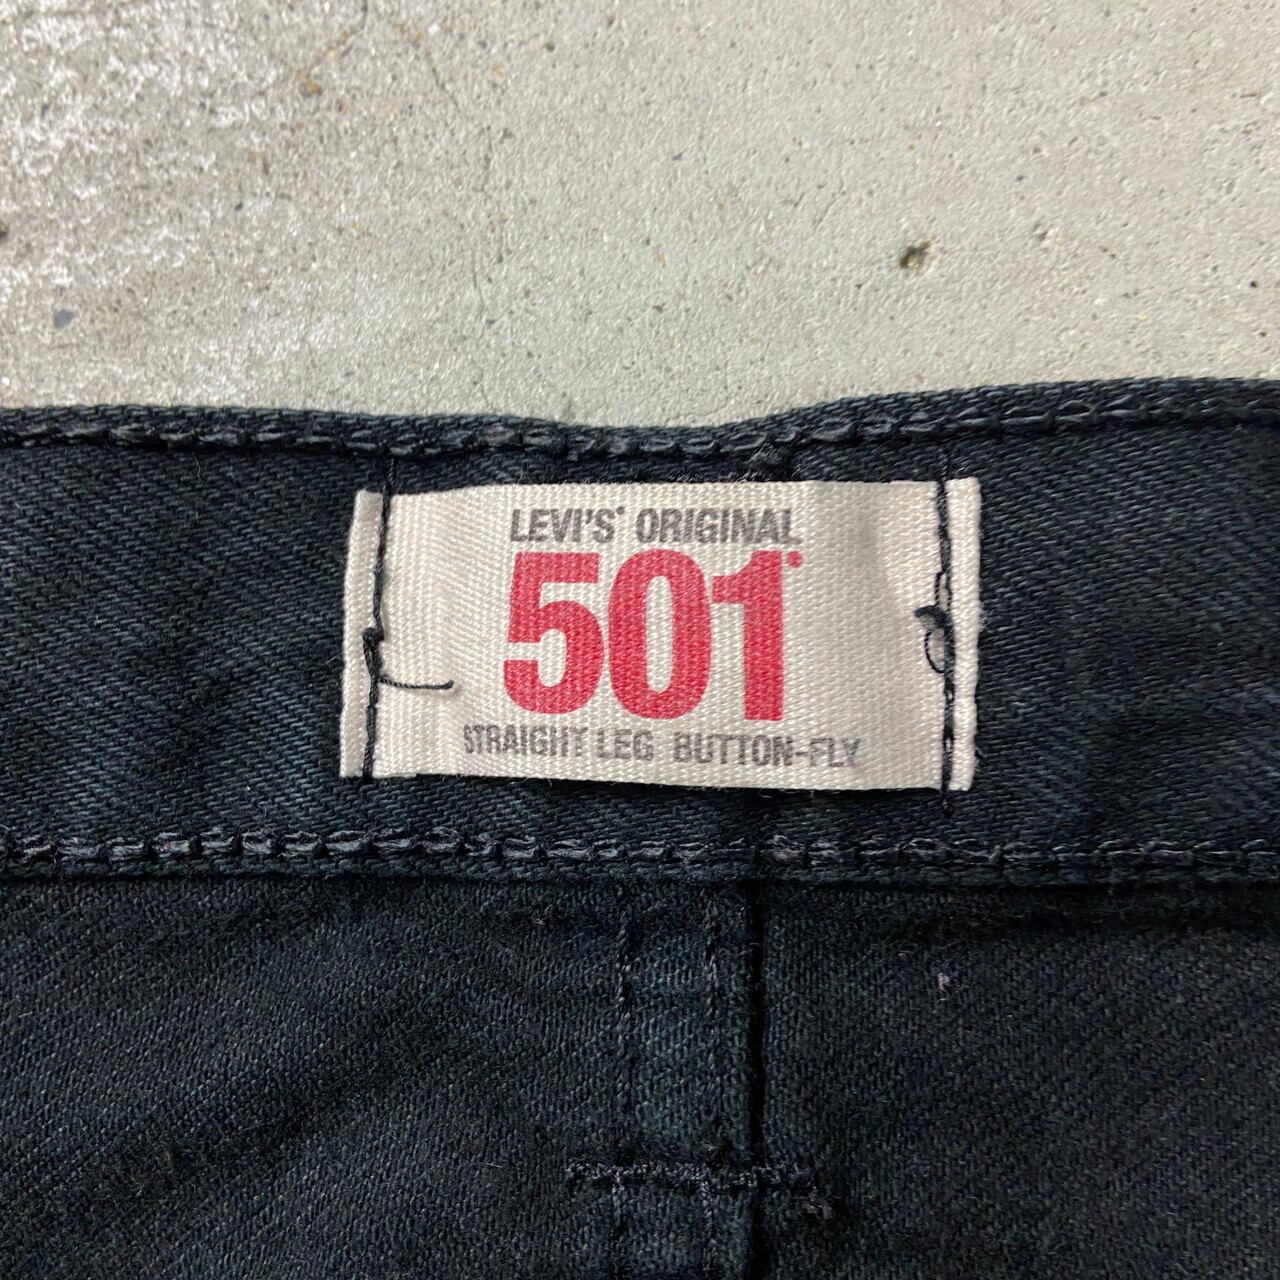 LEVI'S® ORIGINAL
501®
STRAIGHT LEG BUTTON-FLY